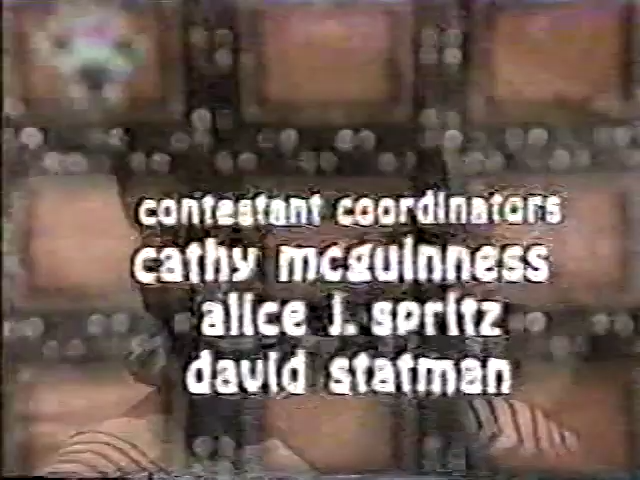 contestant coordinators
cathy mcguinness
alice j. spritz
david statman